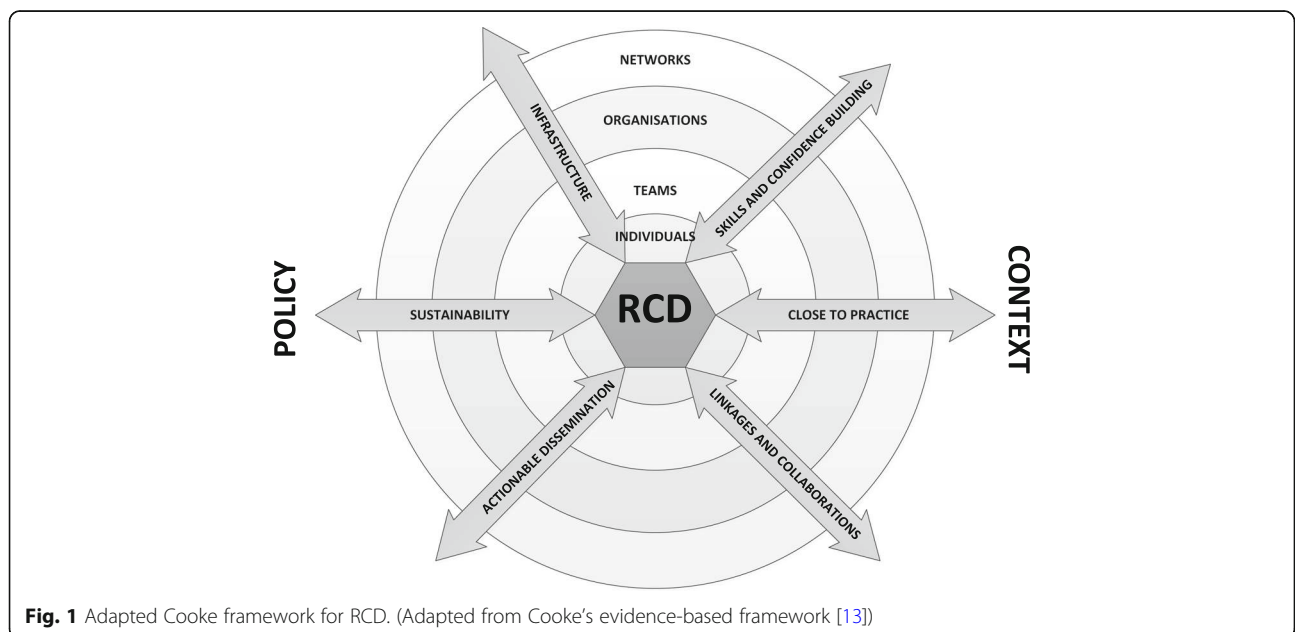 NETWORKS
ORGANISATIONS
TEAMS
INDIVIDUALS
INFRASTRUCTURE
SKILLS AND CONFIDENCE BUILDING
POLICY
SUSTAINABILITY
RCD
CLOSE TO PRACTICE
CONTEXT
ACTIONABLE DISSEMINATION
LINKAGES AND COLLABORATIONS
Fig. 1 Adapted Cooke framework for RCD. (Adapted from Cooke's evidence-based framework [13])